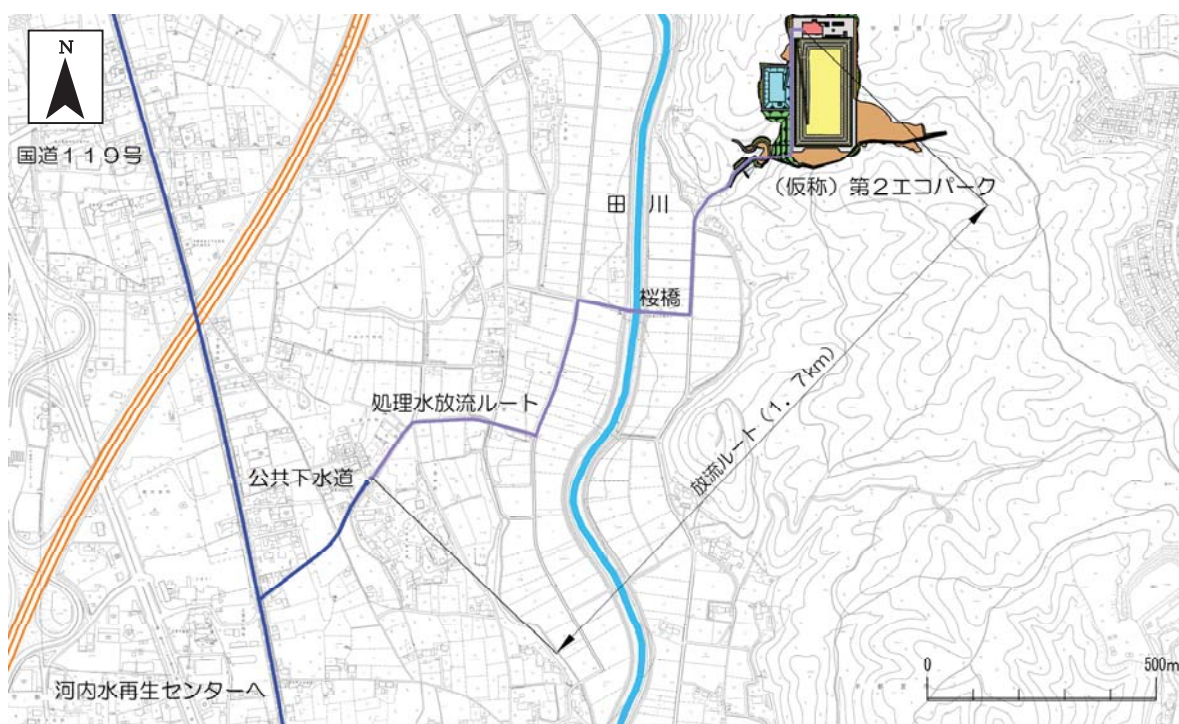 N
国道119号
(仮称)第2エコパーク
田川
桜橋
放流ルート(1.7km)
処理水放流ルート
公共下水道
河内水再生センターへ
0 500m